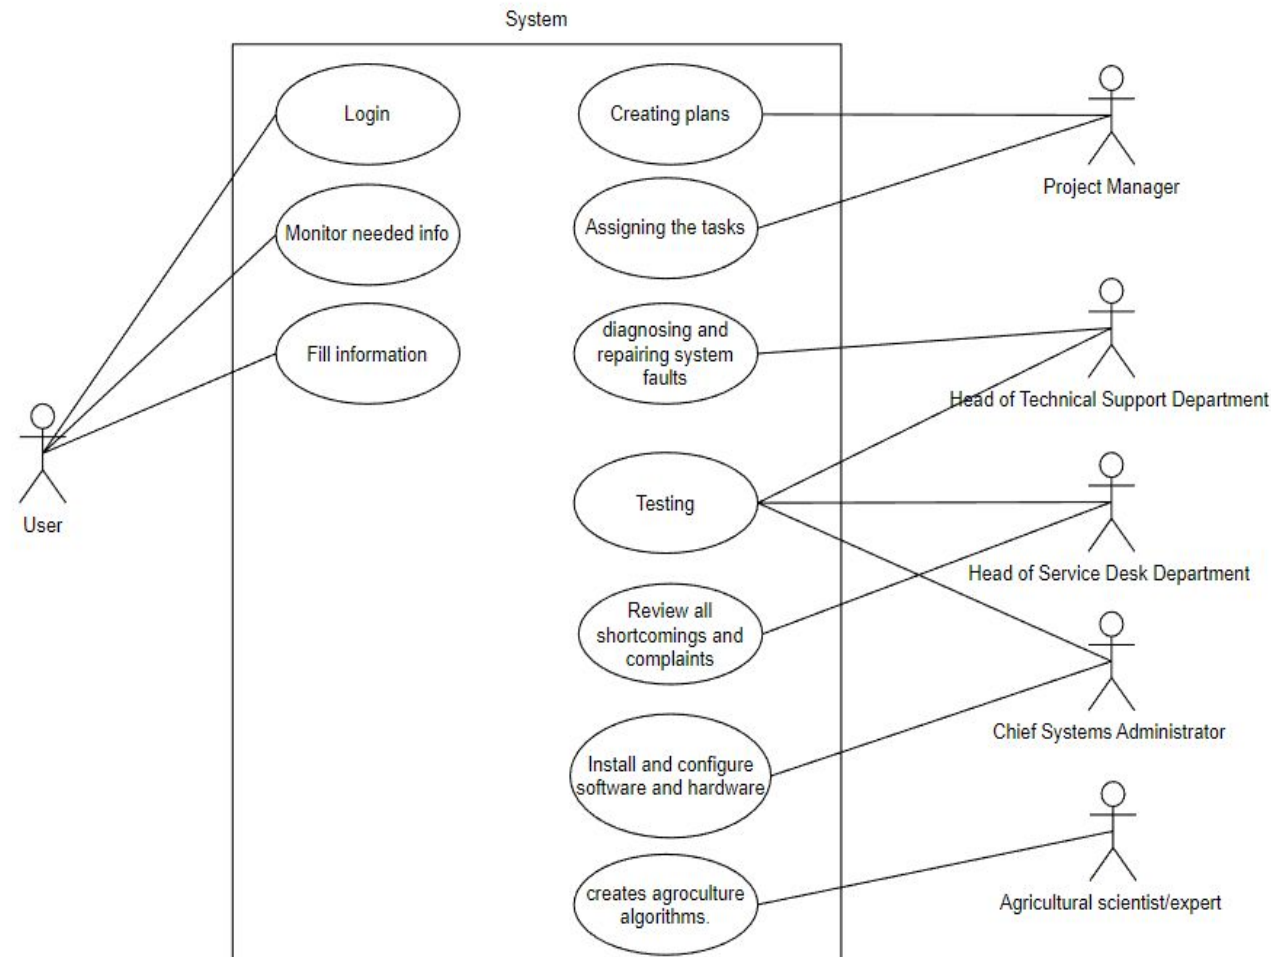 System
Login
Creating plans
Project Manager
Monitor needed info
Assigning the tasks
Fill information
diagnosing and
repairing system
faults
Head of Technical Support Department
User
Testing
Head of Service Desk Department
Review all
shortcomings and
complaints
Chief Systems Administrator
Install and configure
software and hardware
creates agroculture
algorithms.
Agricultural scientist/expert